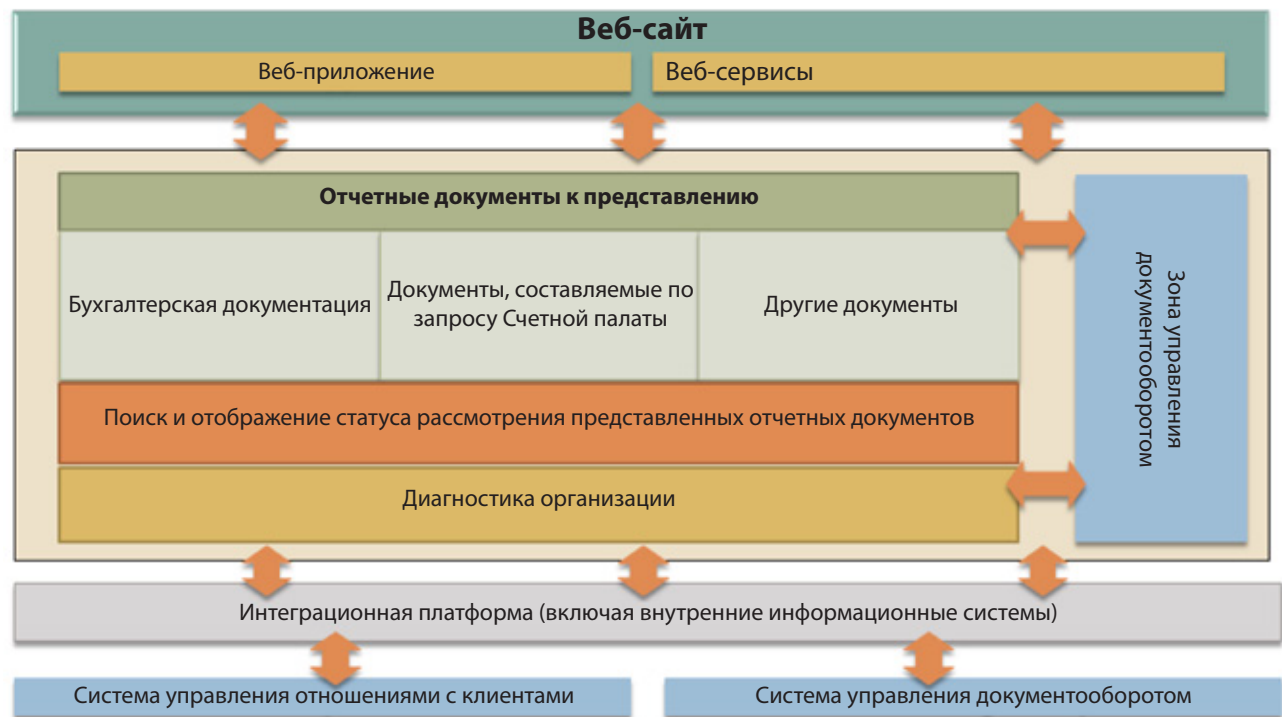 Веб-сайт
Веб-приложение
Веб-сервисы
Отчетные документы к представлению
Бухгалтерская документация
Документы, составляемые по
запросу Счетной палаты
Другие документы
Зона управления
документооборотом
Поиск и отображение статуса рассмотрения представленных отчетных документов
Диагностика организации
Интеграционная платформа (включая внутренние информационные системы)
Система управления отношениями с клиентами
Система управления документооборотом